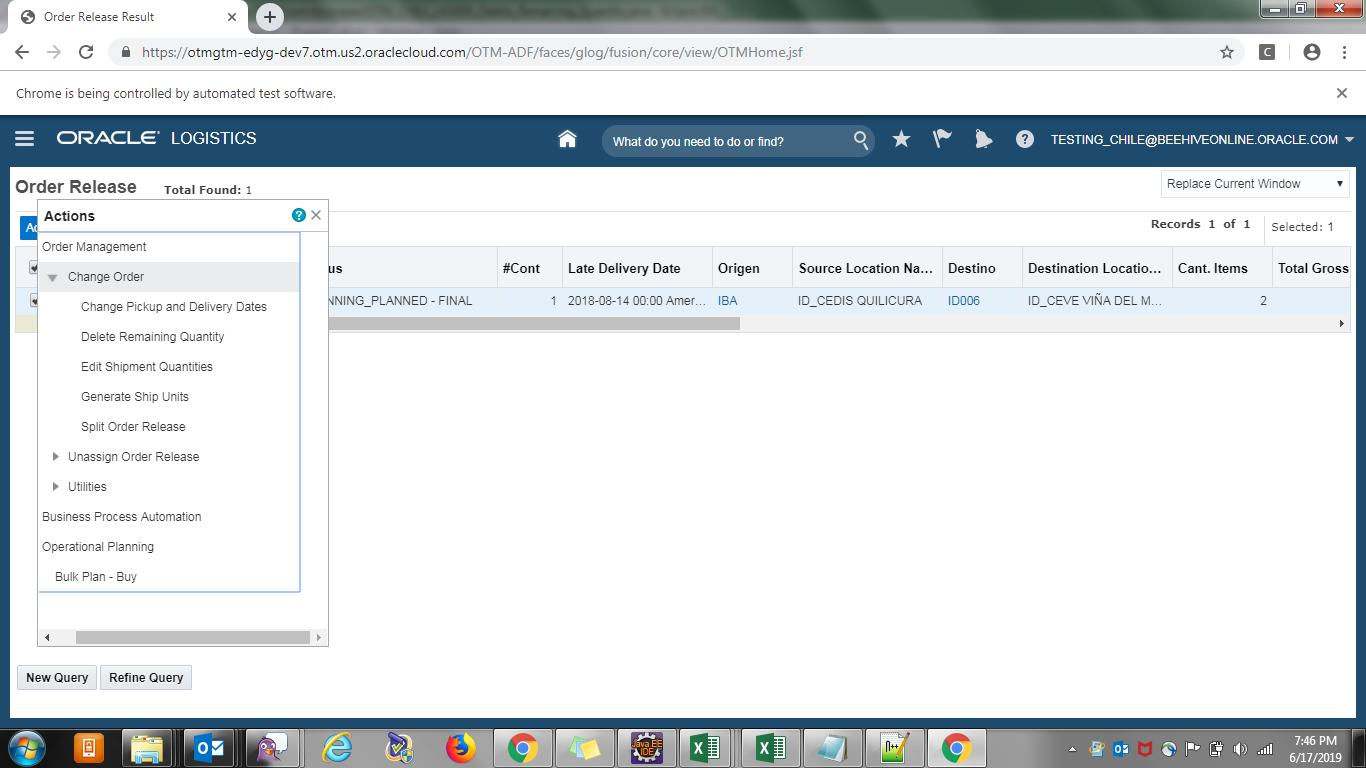 Order Release Result
https://otmgtm-edyg-dev7.otm.us2.oraclecloud.com/OTM-ADF/faces/glog/fusion/core/view/OTMHome.jsf
C
Chrome is being controlled by automated test software.
ORACLE LOGISTICS
What do you need to do or find?
TESTING_CHILE@BEEHIVEONLINE.ORACLE.COM
Order Release
Total Found: 1
Replace Current Window
Records 1 of 1
Selected: 1
Actions
#Cont Late Delivery Date Origen Source Location Na... Destino Destination Locatio... Cant. Items Total Gross
NNING_PLANNED - FINAL 1 2018-08-14 00:00 Amer... IBA ID_CEDIS QUILICURA ID006 ID_CEVE VIÑA DEL M... 2
Order Management
Change Order
Change Pickup and Delivery Dates
Delete Remaining Quantity
Edit Shipment Quantities
Generate Ship Units
Split Order Release
Unassign Order Release
Utilities
Business Process Automation
Operational Planning
Bulk Plan - Buy
New Query
Refine Query
Java EE
IDE
7:46 PM
6/17/2019